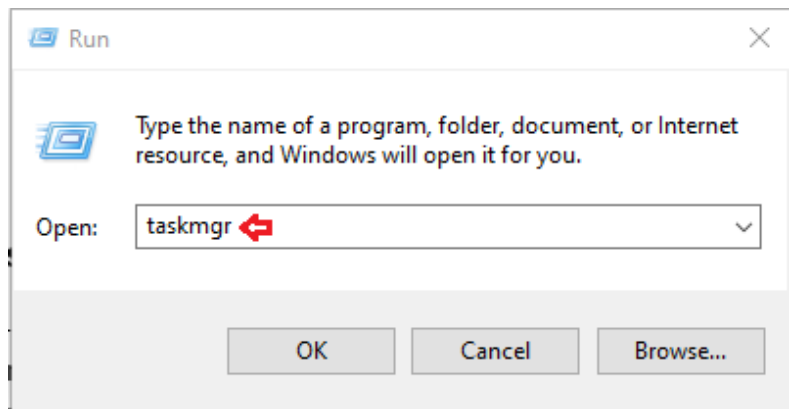 Run
Type the name of a program, folder, document, or Internet
resource, and Windows will open it for you.
Open: taskmgr
OK Cancel Browse...